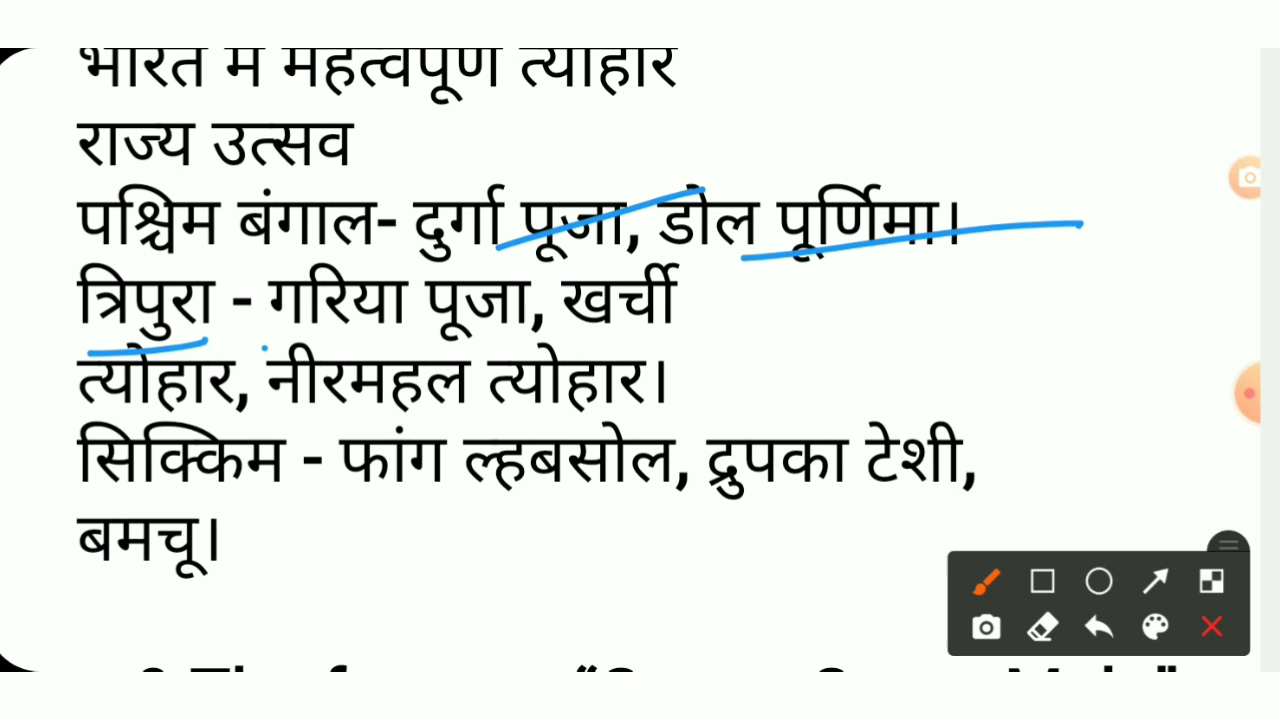 भारत में महत्वपूर्ण त्योहार
राज्य उत्सव
पश्चिम बंगाल- दुर्गा पूजा, डोल पूर्णिमा।
त्रिपुरा - गरिया पूजा, खर्ची
त्योहार, नीरमहल त्योहार।
सिक्किम - फांग ल्हबसोल, द्रुपका टेशी,
बमचू।